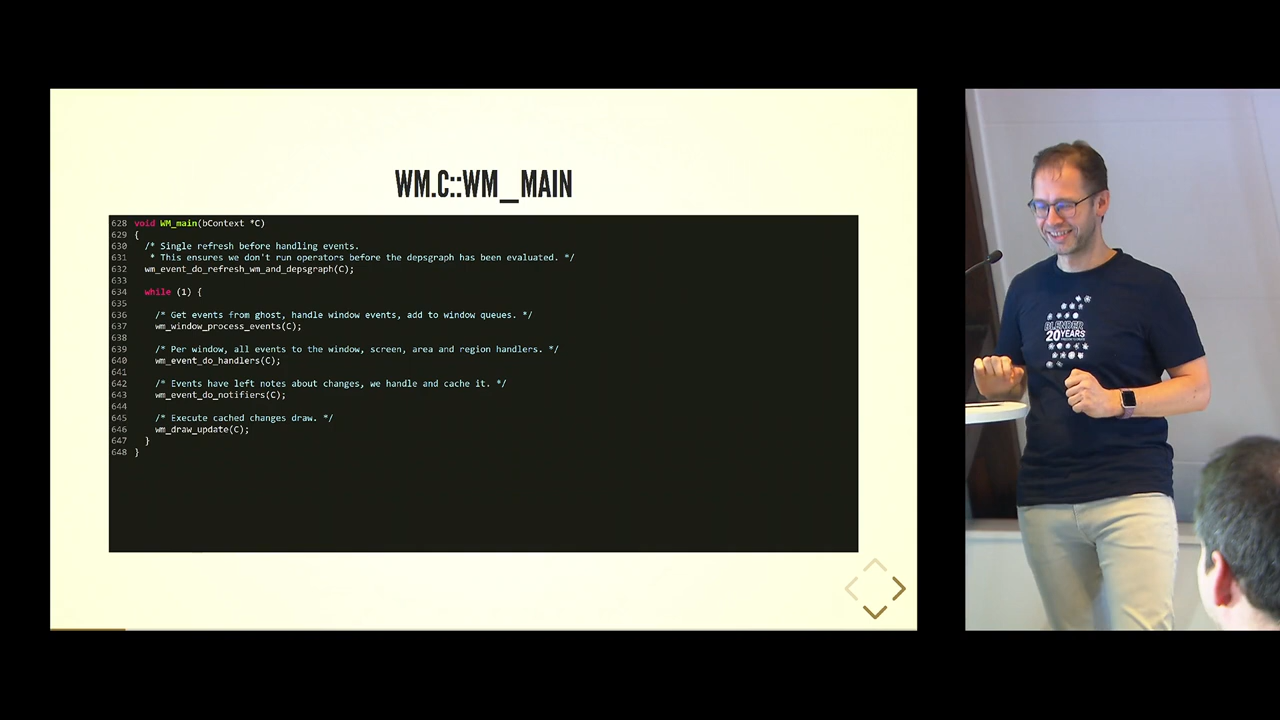 WM.C::WM_MAIN
628 void WM_main(bContext *C)
629 {
630 /* Single refresh before handling events.
631 * This ensures we don't run operators before the depsgraph has been evaluated. */
632 wm_event_do_refresh_wm_and_depsgraph(C);
633
634 while (1) {
635
636 /* Get events from ghost, handle window events, add to window queues. */
637 wm_window_process_events(C);
638
639 /* Per window, all events to the window, screen, area and region handlers. */
640 wm_event_do_handlers(C);
641
642 /* Events have left notes about changes, we handle and cache it. */
643 wm_event_do_notifiers(C);
644
645 /* Execute cached changes draw. */
646 wm_draw_update(C);
647 }
648 }
BLENDER
20YEARS